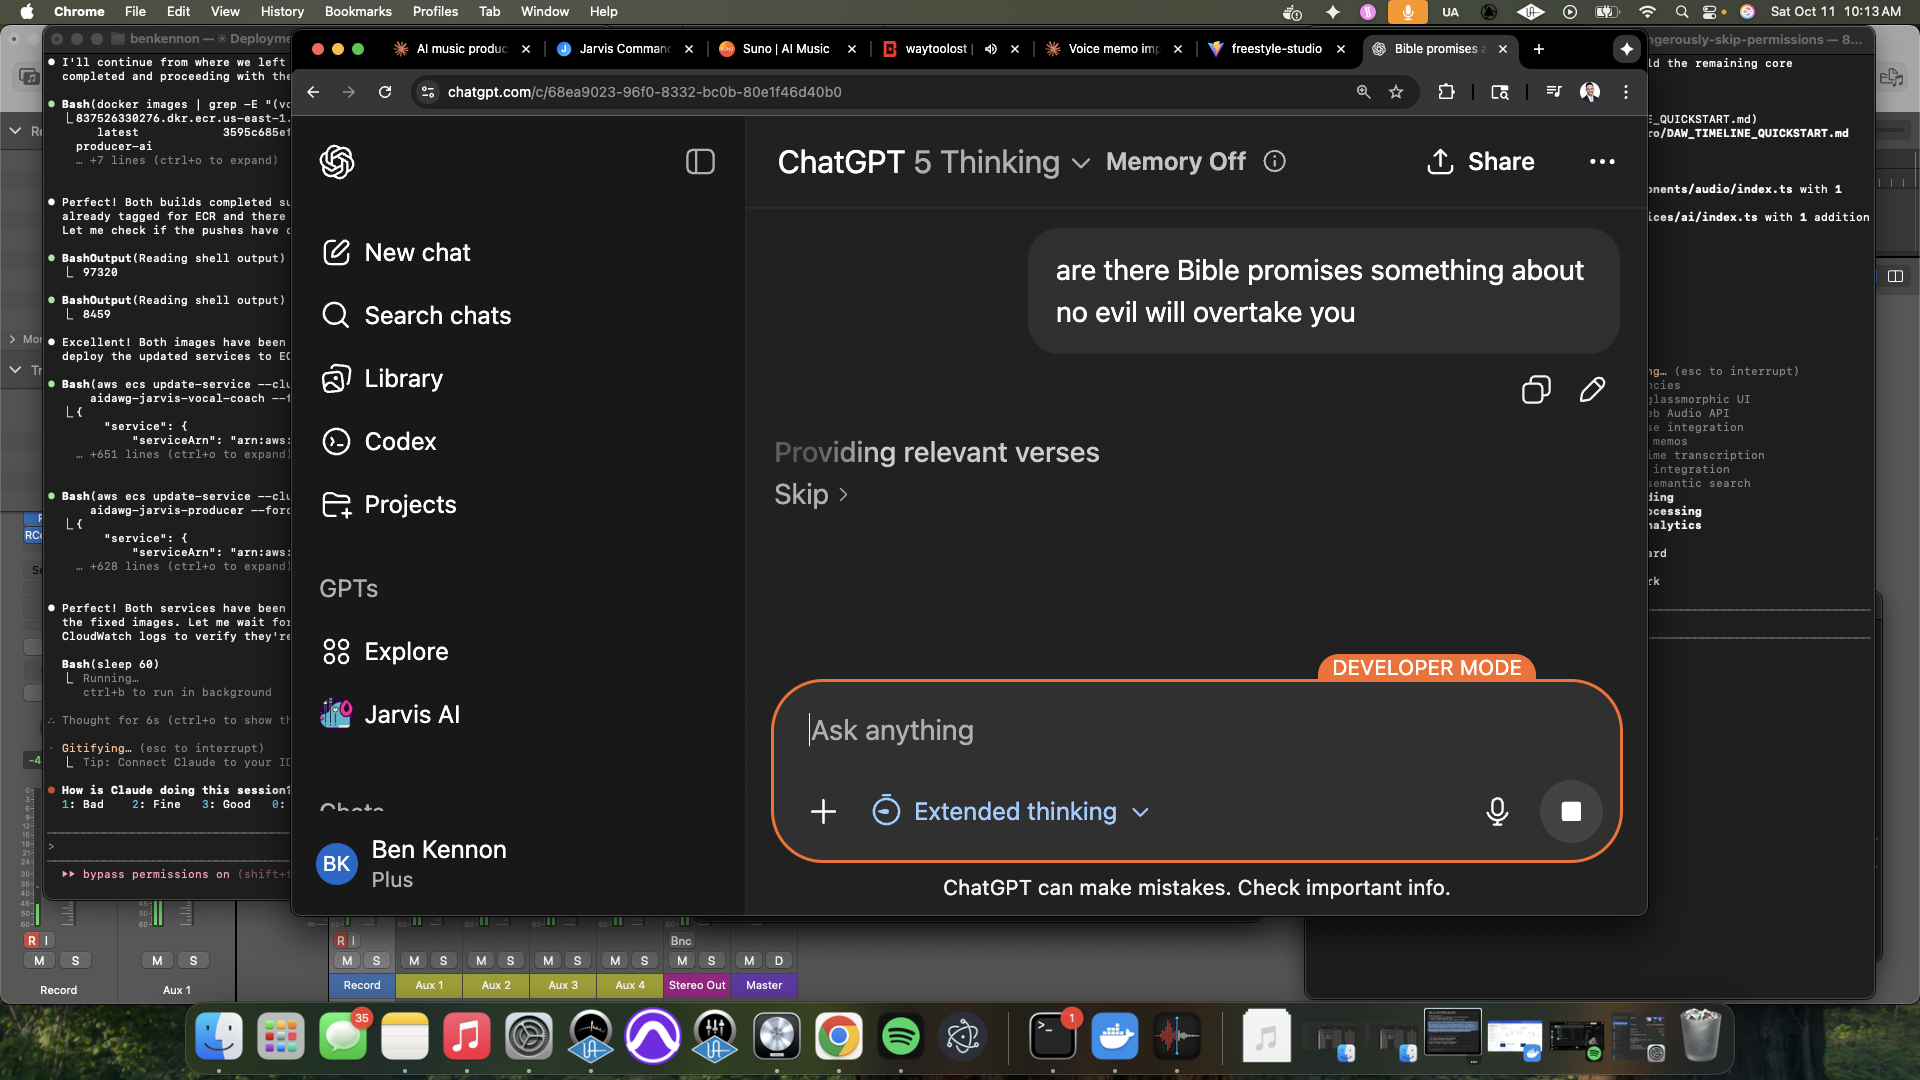 Chrome File Edit View History Bookmarks Profiles Tab Window Help
UA
Sat Oct 11 10:13 AM
benkennon — ✳ Deployme
ngerously-skip-permissions — 8...
AI music produc
Jarvis Comman
Suno | AI Music
waytoolost |
Voice memo im
freestyle-studio
Bible promises a
chatgpt.com/c/68ea9023-96f0-8332-bc0b-80e1f46d40b0
ChatGPT 5 Thinking
Memory Off
Share
New chat
Search chats
Library
Codex
Projects
GPTs
Explore
Jarvis AI
Chats
BK
Ben Kennon
Plus
are there Bible promises something about
no evil will overtake you
Providing relevant verses
Skip >
DEVELOPER MODE
Ask anything
Extended thinking
ChatGPT can make mistakes. Check important info.
I'll continue from where we left
completed and proceeding with the
Bash(docker images | grep -E "(vo
837526330276.dkr.ecr.us-east-1.
latest 3595c685ef
producer-ai
… +7 lines (ctrl+o to expand)
Perfect! Both builds completed su
already tagged for ECR and there
Let me check if the pushes have c
BashOutput(Reading shell output)
97320
BashOutput(Reading shell output)
8459
Excellent! Both images have been
deploy the updated services to EC
Bash(aws ecs update-service --clu
aidawg-jarvis-vocal-coach --f
{
"service": {
"serviceArn": "arn:aws:
… +651 lines (ctrl+o to expand)
Bash(aws ecs update-service --clu
aidawg-jarvis-producer --forc
{
"service": {
"serviceArn": "arn:aws:
… +628 lines (ctrl+o to expand)
Perfect! Both services have been
the fixed images. Let me wait for
CloudWatch logs to verify they're
Bash(sleep 60)
Running…
ctrl+b to run in background
∴ Thought for 6s (ctrl+o to show th
Gitifying… (esc to interrupt)
Tip: Connect Claude to your ID
How is Claude doing this session?
1: Bad 2: Fine 3: Good 0:
>
bypass permissions on (shift+t
ld the remaining core
E_QUICKSTART.md)
ro/DAW_TIMELINE_QUICKSTART.md
nents/audio/index.ts with 1
ices/ai/index.ts with 1 addition
ng… (esc to interrupt)
ncies
glassmorphic UI
eb Audio API
se integration
memos
ime transcription
integration
semantic search
ding
ocessing
nalytics
ard
rk
R I
M S
Record
M S
Aux 1
R I
M S
Record
M S
Aux 1
M S
Aux 2
M S
Aux 3
M S
Aux 4
Bnc
M S
Stereo Out
M D
Master
35
1